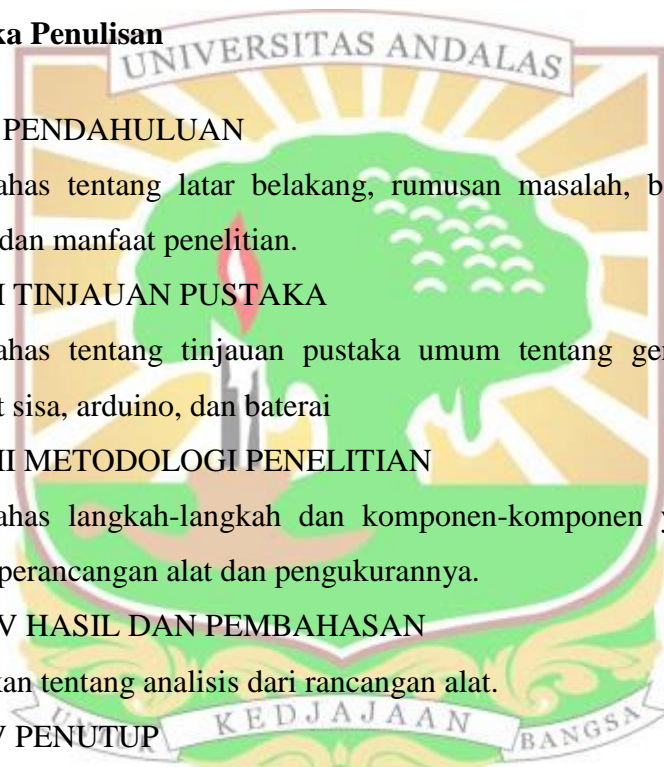 ka Penulisan
UNIVERSITAS ANDALAS
PENDAHULUAN
ahas tentang latar belakang, rumusan masalah, b
dan manfaat penelitian.
I TINJAUAN PUSTAKA
ahas tentang tinjauan pustaka umum tentang ge
t sisa, arduino, dan baterai
II METODOLOGI PENELITIAN
ahas langkah-langkah dan komponen-komponen y
perancangan alat dan pengukurannya.
V HASIL DAN PEMBAHASAN
kan tentang analisis dari rancangan alat.
UNTUK KEDJAJAAN BANGSA
V PENUTUP